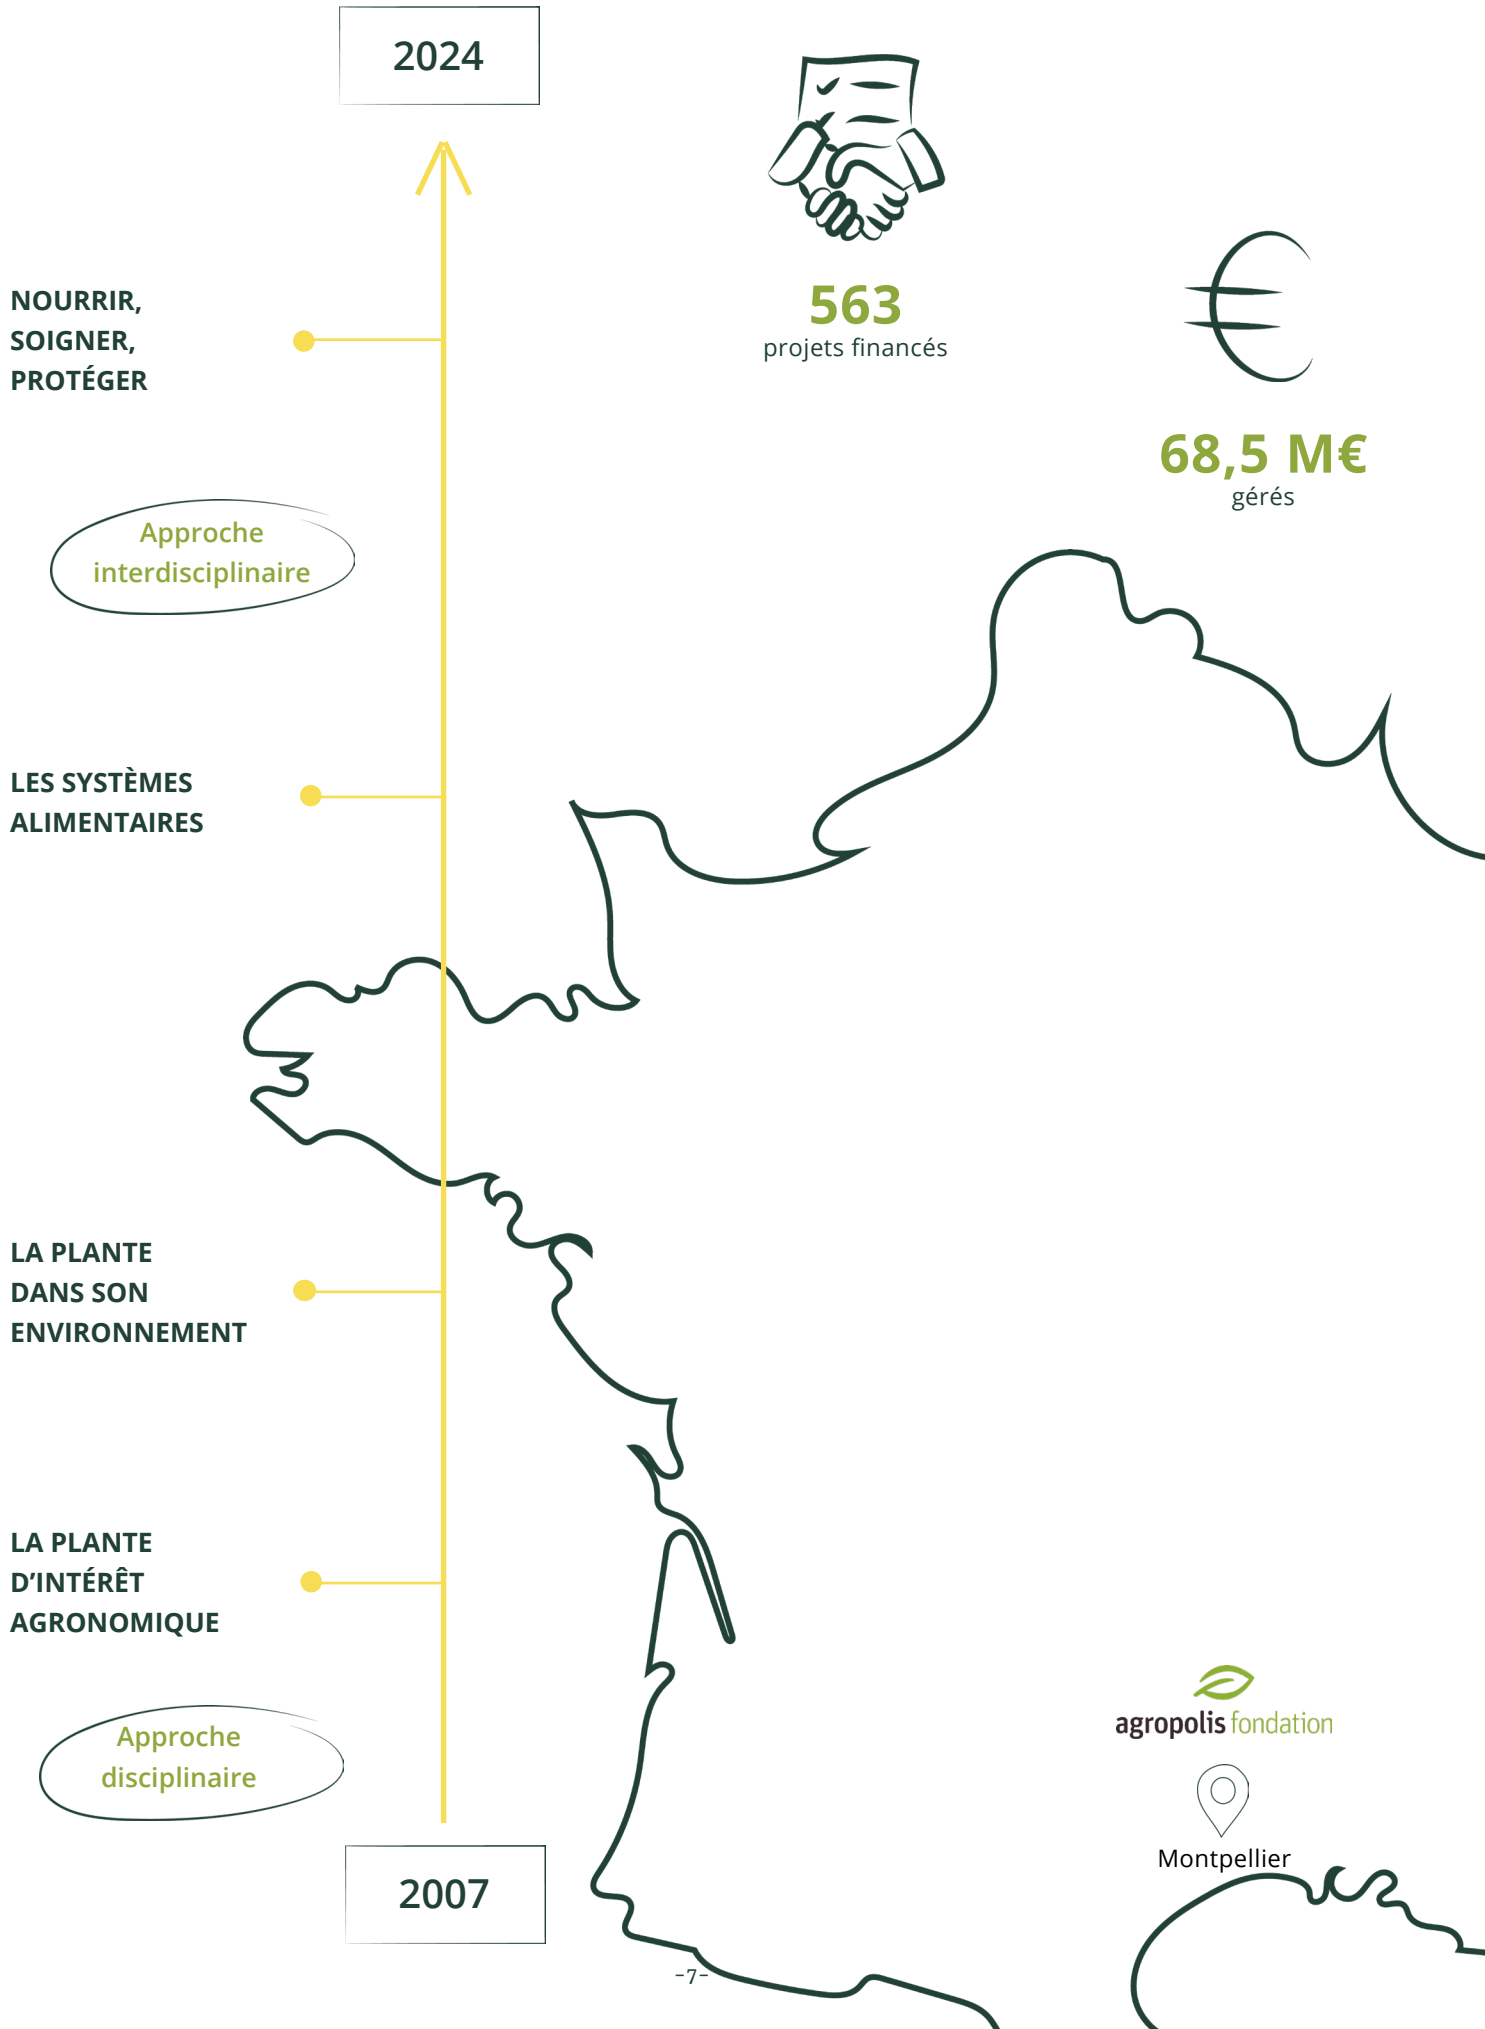 2024
NOURRIR,
SOIGNER,
PROTÉGER
563
projets financés
68,5 M€
gérés
Approche
interdisciplinaire
LES SYSTÈMES
ALIMENTAIRES
LA PLANTE
DANS SON
ENVIRONNEMENT
LA PLANTE
D’INTÉRÊT
AGRONOMIQUE
Approche
disciplinaire
2007
agropolis fondation
Montpellier
-7-